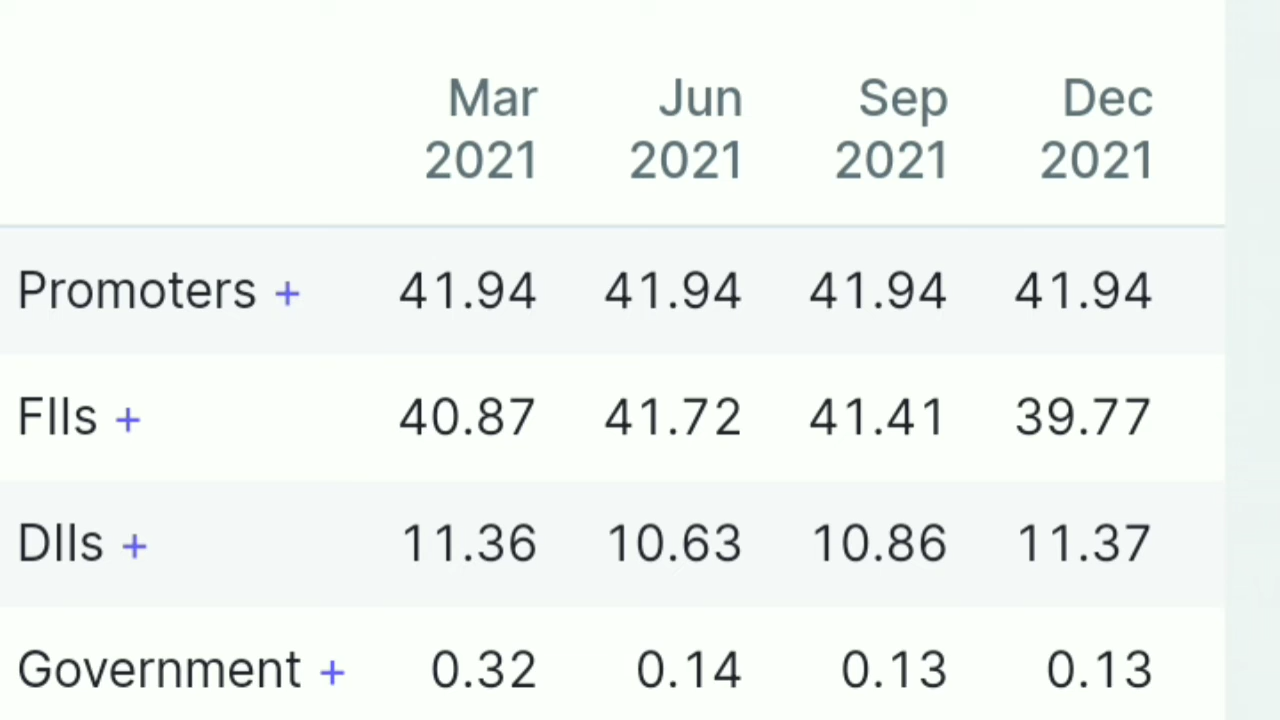 Mar Jun Sep Dec
2021 2021 2021 2021
Promoters + 41.94 41.94 41.94 41.94
FIIs + 40.87 41.72 41.41 39.77
DIIs + 11.36 10.63 10.86 11.37
Government + 0.32 0.14 0.13 0.13